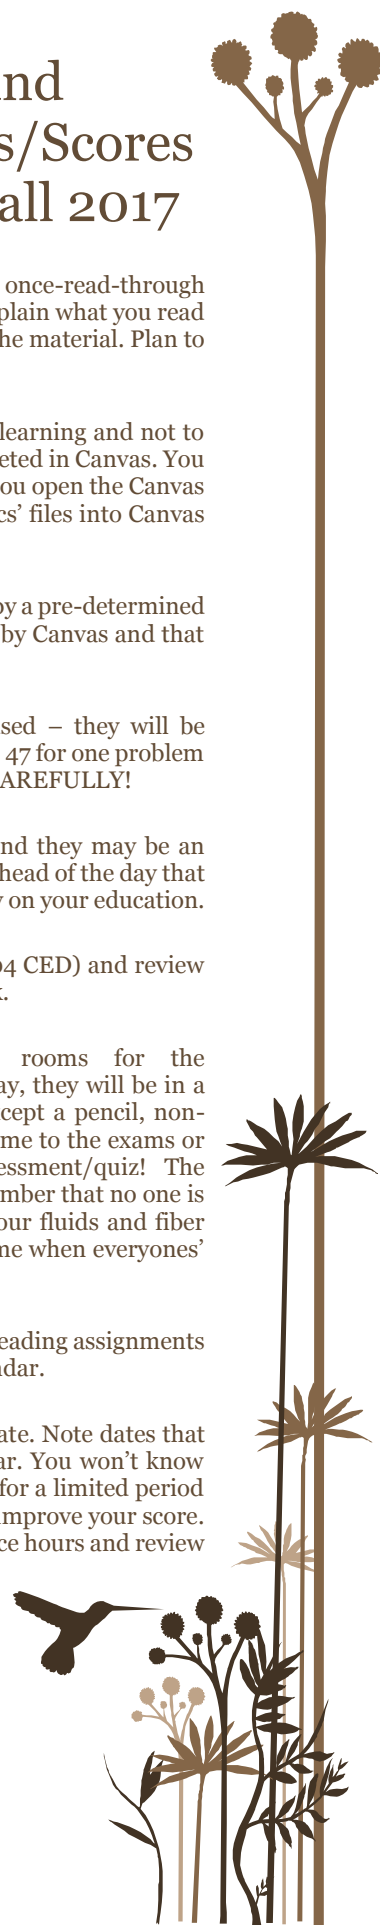 nd
s/Scores
all 2017
once-read-through
plain what you read
he material. Plan to
learning and not to
eted in Canvas. You
ou open the Canvas
cs’ files into Canvas
by a pre-determined
by Canvas and that
sed – they will be
47 for one problem
AREFULLY!
nd they may be an
head of the day that
y on your education.
04 CED) and review
k.
rooms for the
ay, they will be in a
cept a pencil, non-
me to the exams or
essment/quiz! The
mber that no one is
our fluids and fiber
me when everyones’
eading assignments
ndar.
ate. Note dates that
ar. You won’t know
for a limited period
improve your score.
ce hours and review